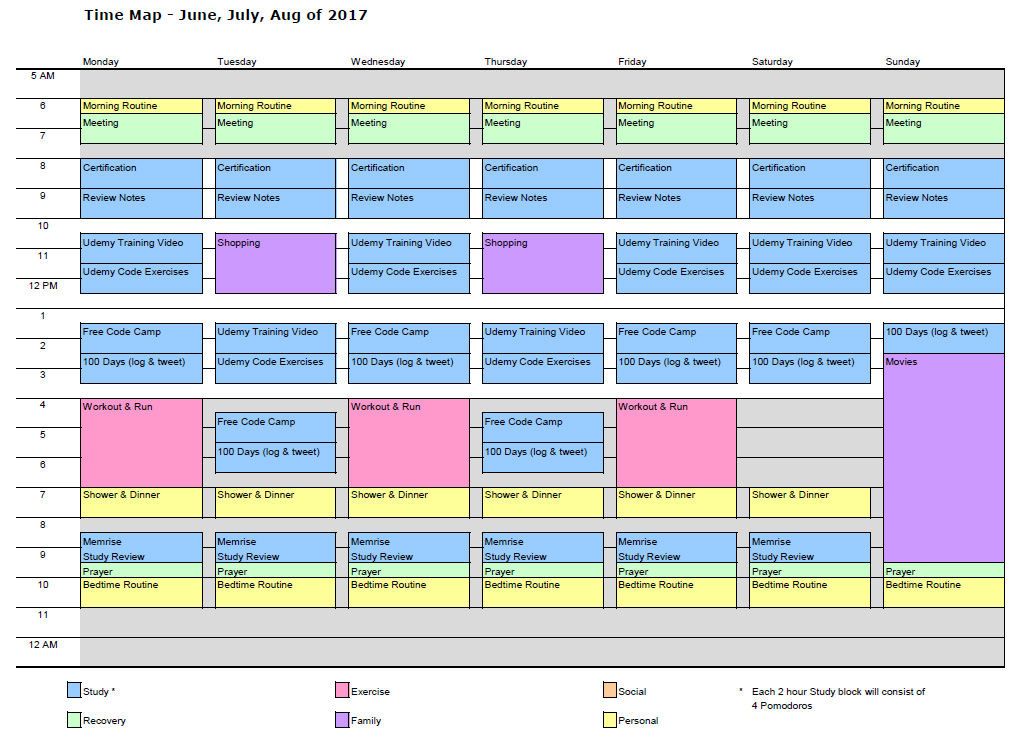 Time Map - June, July, Aug of 2017
Monday Tuesday Wednesday Thursday Friday Saturday Sunday
5 AM
6 Morning Routine Morning Routine Morning Routine Morning Routine Morning Routine Morning Routine Morning Routine
Meeting Meeting Meeting Meeting Meeting Meeting Meeting
7
8 Certification Certification Certification Certification Certification Certification Certification
9 Review Notes Review Notes Review Notes Review Notes Review Notes Review Notes Review Notes
10
Udemy Training Video Shopping Udemy Training Video Shopping Udemy Training Video Udemy Training Video Udemy Training Video
11
Udemy Code Exercises Udemy Code Exercises Udemy Code Exercises Udemy Code Exercises Udemy Code Exercises
12 PM
1
Free Code Camp Udemy Training Video Free Code Camp Udemy Training Video Free Code Camp Free Code Camp 100 Days (log & tweet)
2
100 Days (log & tweet) Udemy Code Exercises 100 Days (log & tweet) Udemy Code Exercises 100 Days (log & tweet) 100 Days (log & tweet) Movies
3
4 Workout & Run Workout & Run Workout & Run
Free Code Camp Free Code Camp
5
100 Days (log & tweet) 100 Days (log & tweet)
6
7 Shower & Dinner Shower & Dinner Shower & Dinner Shower & Dinner Shower & Dinner Shower & Dinner
8
Memrise Memrise Memrise Memrise Memrise Memrise
9 Study Review Study Review Study Review Study Review Study Review Study Review
Prayer Prayer Prayer Prayer Prayer Prayer Prayer
10 Bedtime Routine Bedtime Routine Bedtime Routine Bedtime Routine Bedtime Routine Bedtime Routine Bedtime Routine
11
12 AM
Study * Exercise Social * Each 2 hour Study block will consist of
4 Pomodoros
Recovery Family Personal